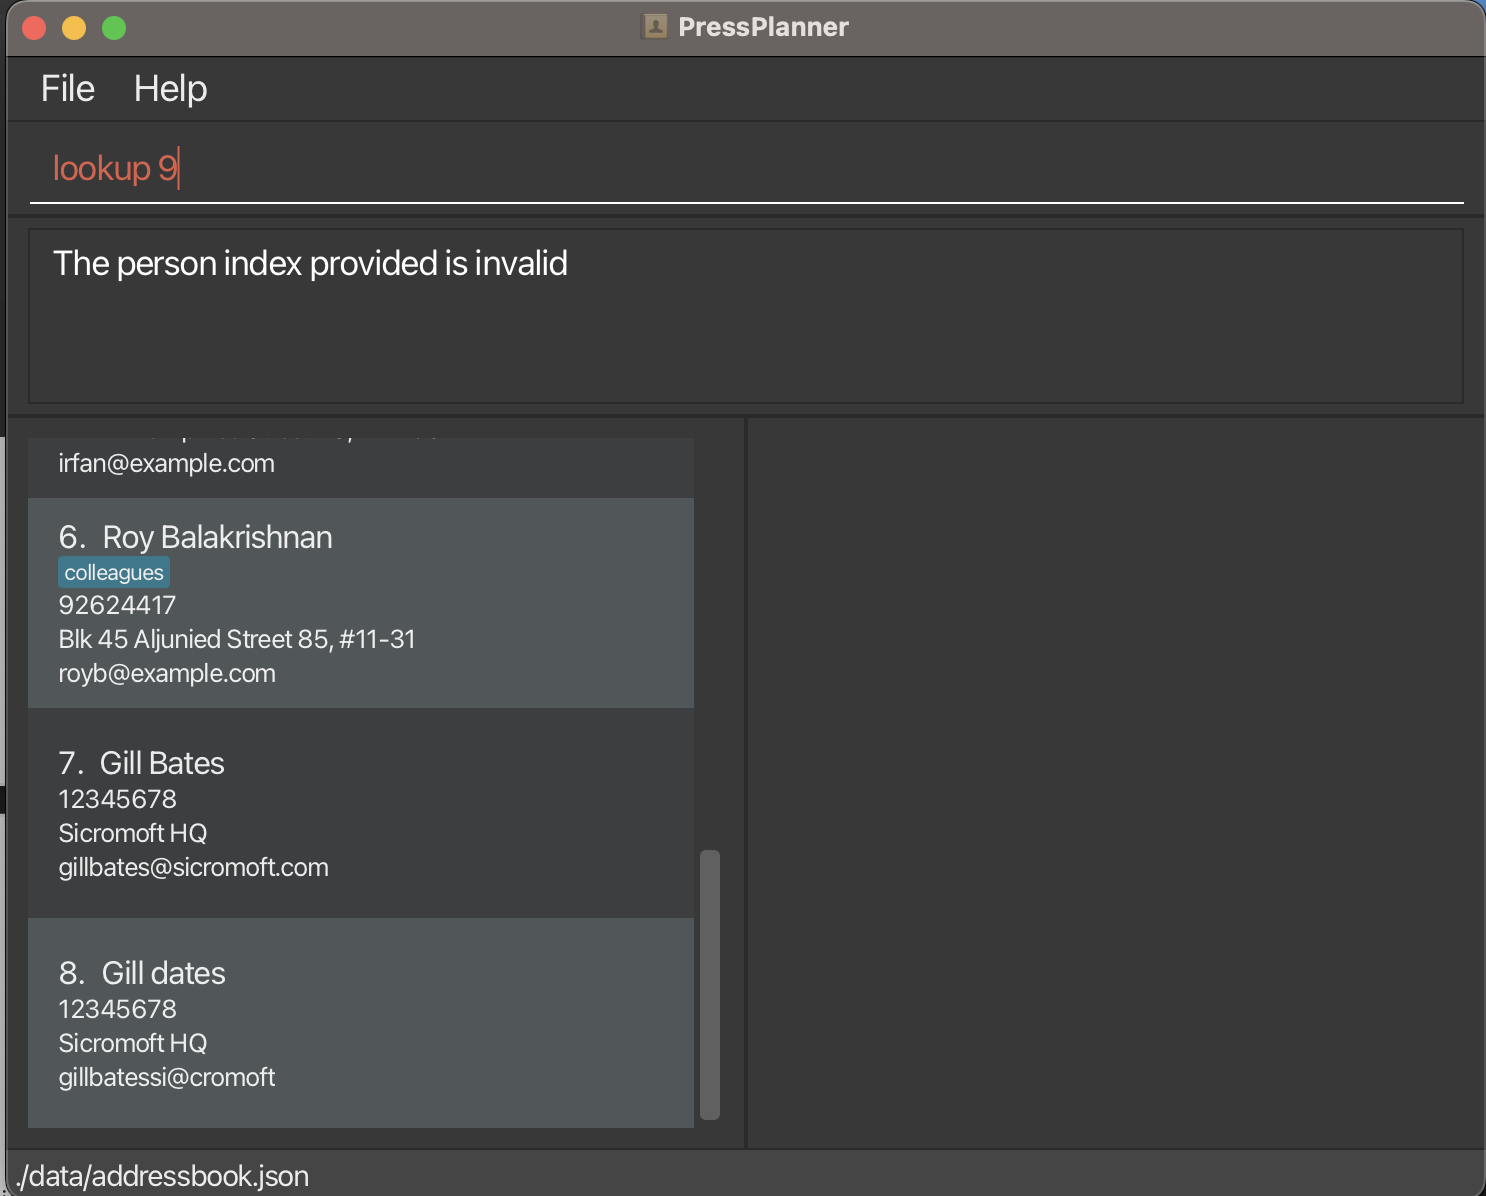 PressPlanner
File Help
lookup 9
The person index provided is invalid
irfan@example.com
6. Roy Balakrishnan
colleagues
92624417
Blk 45 Aljunied Street 85, #11-31
royb@example.com
7. Gill Bates
12345678
Sicromoft HQ
gillbates@sicromoft.com
8. Gill dates
12345678
Sicromoft HQ
gillbatessi@cromoft
./data/addressbook.json